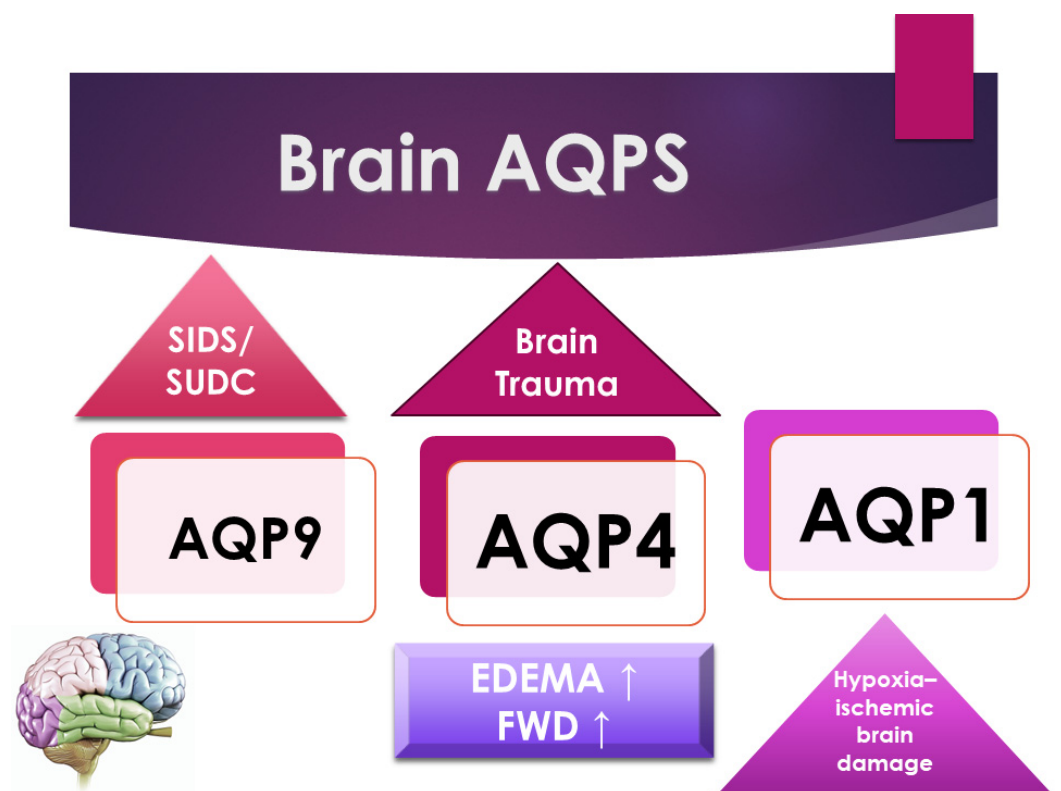 Brain AQPS
SIDS/
SUDC
Brain
Trauma
AQP9
AQP4
AQP1
EDEMA ↑
FWD ↑
Hypoxia–
ischemic
brain
damage